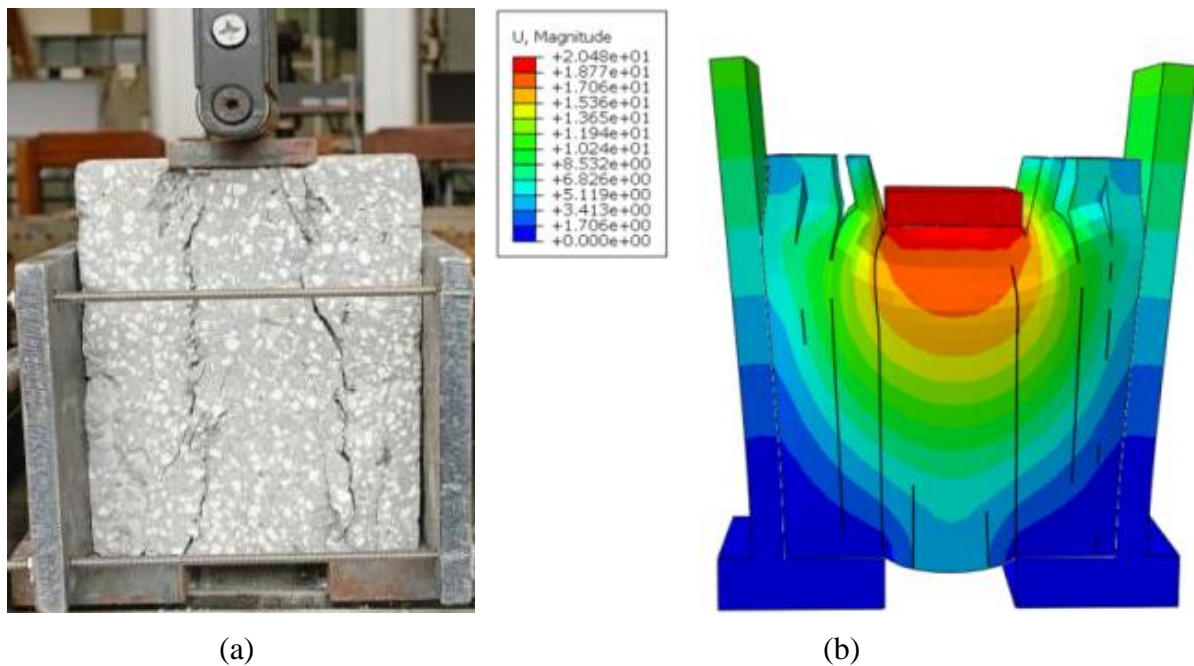 U, Magnitude
+2.048e+01
+1.877e+01
+1.706e+01
+1.536e+01
+1.365e+01
+1.194e+01
+1.024e+01
+8.532e+00
+6.826e+00
+5.119e+00
+3.413e+00
+1.706e+00
+0.000e+00
(a)
(b)